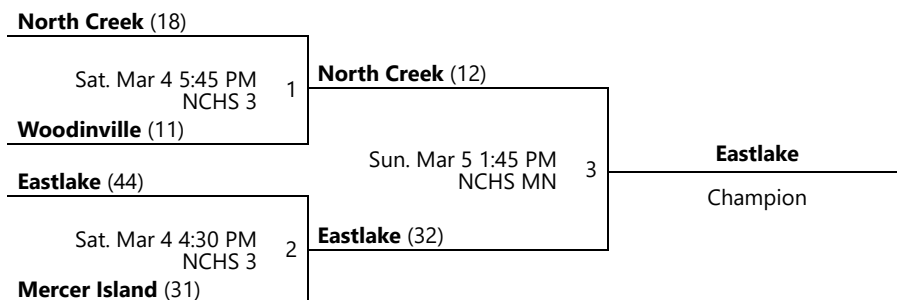 North Creek (18)
Sat. Mar 4 5:45 PM
NCHS 3
1
Woodinville (11)
North Creek (12)
Eastlake (44)
Sat. Mar 4 4:30 PM
NCHS 3
2
Mercer Island (31)
Eastlake (32)
Sun. Mar 5 1:45 PM
NCHS MN
3
Eastlake
Champion